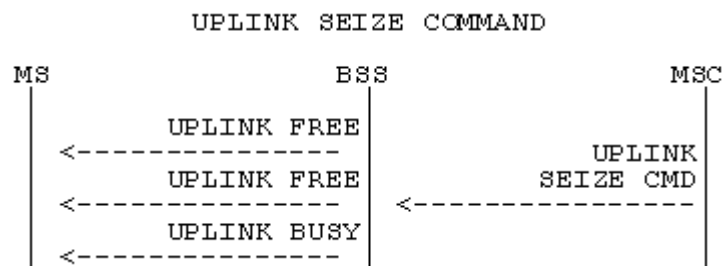 UPLINK SEIZE COMMAND
MS BSS MSC
UPLINK FREE
UPLINK
UPLINK FREE SEIZE CMD
UPLINK BUSY